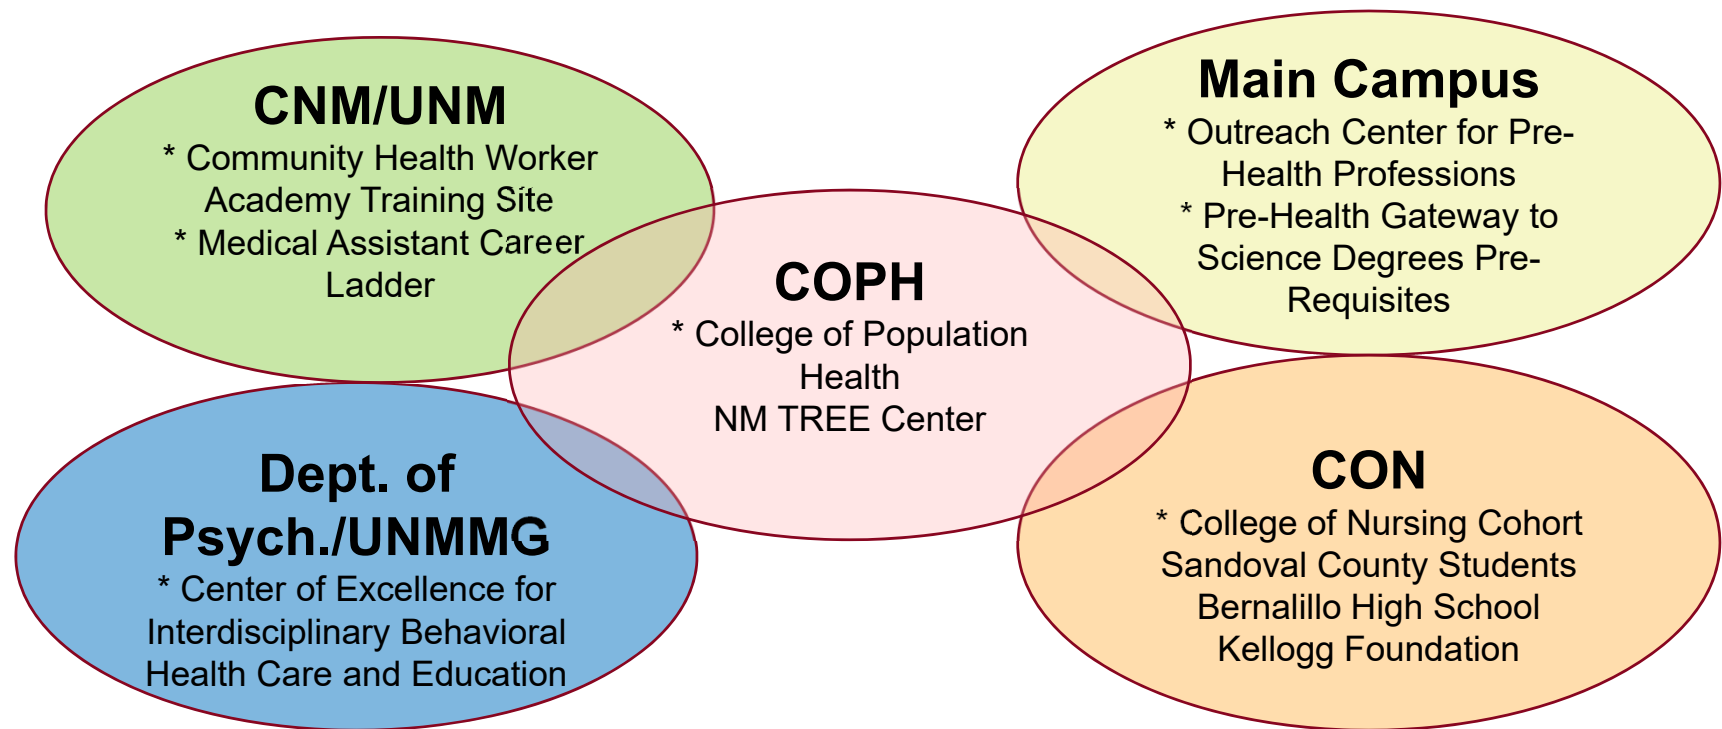 CNM/UNM
* Community Health Worker
Academy Training Site
* Medical Assistant Career
Ladder
Main Campus
* Outreach Center for Pre-
Health Professions
* Pre-Health Gateway to
Science Degrees Pre-
Requisites
COPH
* College of Population
Health
NM TREE Center
Dept. of
Psych./UNMMG
* Center of Excellence for
Interdisciplinary Behavioral
Health Care and Education
CON
* College of Nursing Cohort
Sandoval County Students
Bernalillo High School
Kellogg Foundation